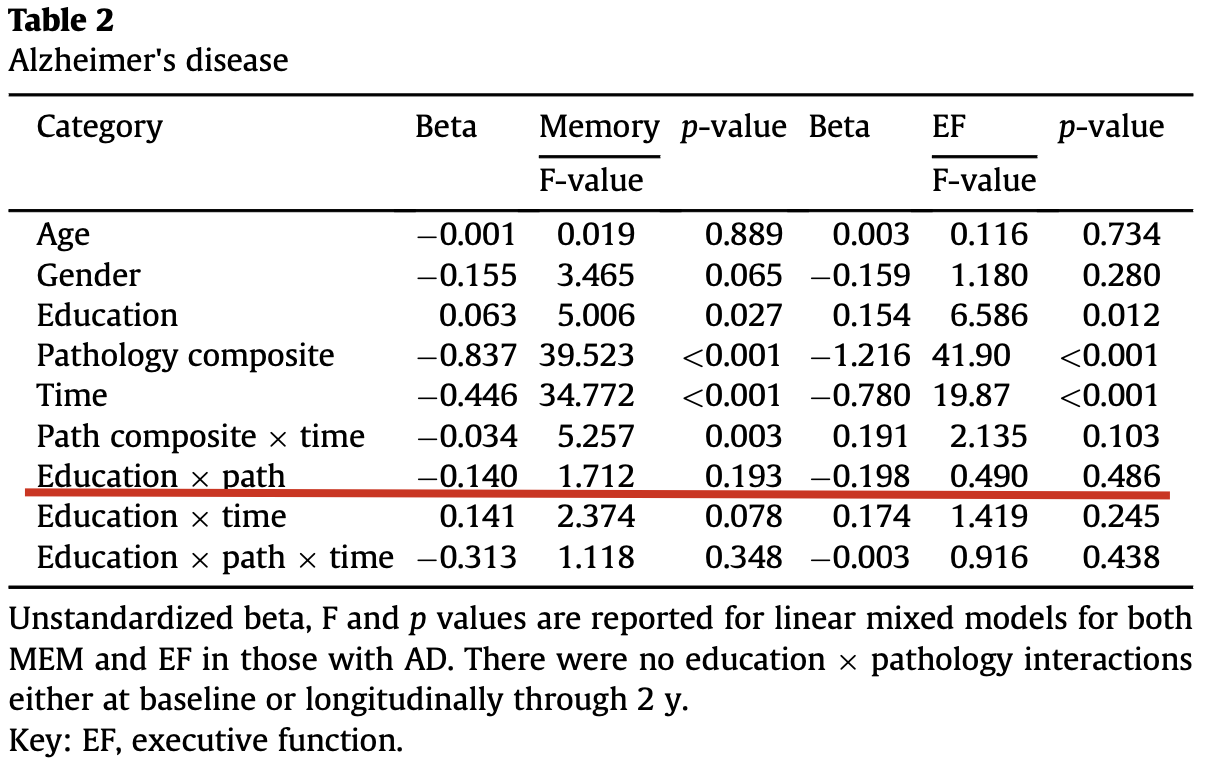 Table 2
Alzheimer's disease
Category Beta Memory p-value Beta EF p-value
F-value F-value
Age −0.001 0.019 0.889 0.003 0.116 0.734
Gender −0.155 3.465 0.065 −0.159 1.180 0.280
Education 0.063 5.006 0.027 0.154 6.586 0.012
Pathology composite −0.837 39.523 <0.001 −1.216 41.90 <0.001
Time −0.446 34.772 <0.001 −0.780 19.87 <0.001
Path composite × time −0.034 5.257 0.003 0.191 2.135 0.103
Education × path −0.140 1.712 0.193 −0.198 0.490 0.486
Education × time 0.141 2.374 0.078 0.174 1.419 0.245
Education × path × time −0.313 1.118 0.348 −0.003 0.916 0.438
Unstandardized beta, F and p values are reported for linear mixed models for both
MEM and EF in those with AD. There were no education × pathology interactions
either at baseline or longitudinally through 2 y.
Key: EF, executive function.